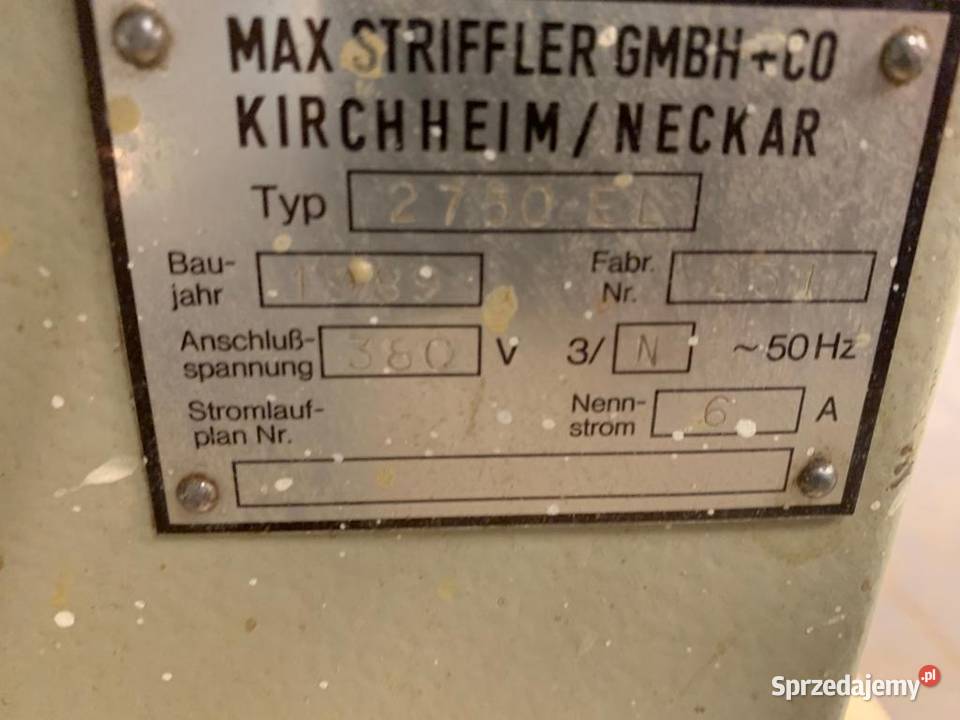 MAX STRIFFLER GMBH + CO
KIRCHHEIM / NECKAR
Typ 2750 EL
Bau-
jahr 1989
Fabr.
Nr.
Anschluß-
spannung 380 V 3/ N ~ 50 Hz
Stromlauf-
plan Nr.
Nenn-
strom 6 A
Sprzedajemy.pl